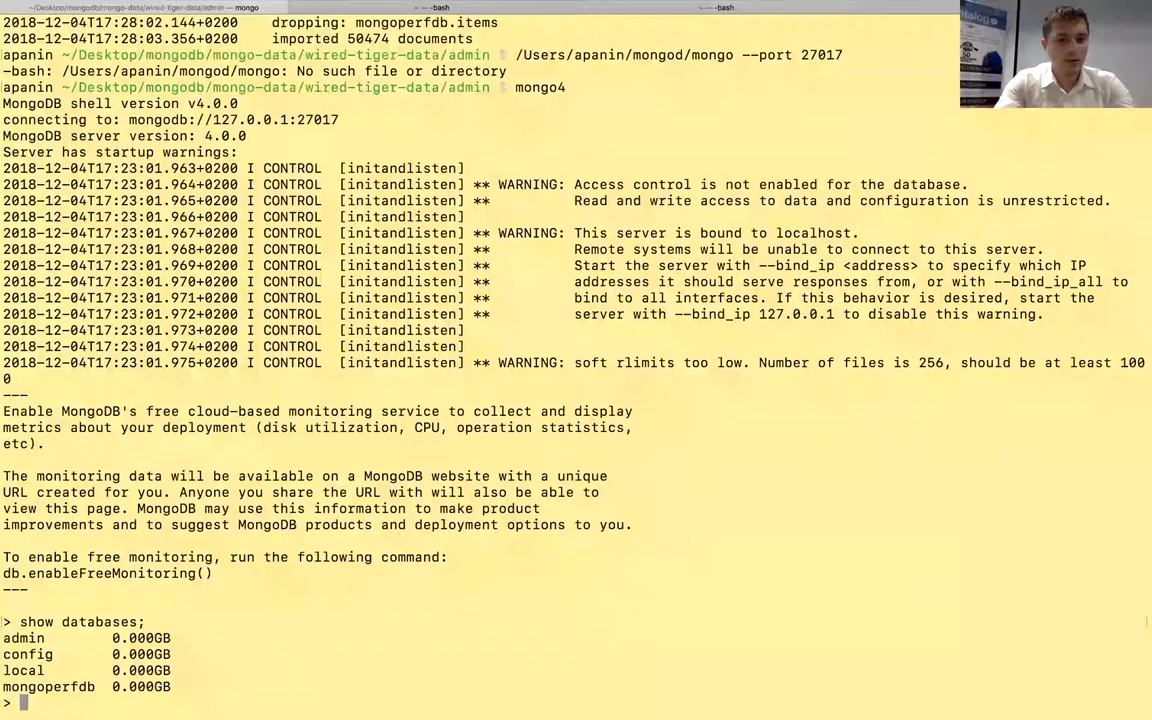 ~/Desktop/mongodb/mongo-data/wired-tiger-data/admin — mongo
~ — -bash
~ — -bash
2018-12-04T17:28:02.144+0200    dropping: mongoperfdb.items
2018-12-04T17:28:03.356+0200    imported 50474 documents
apanin ~/Desktop/mongodb/mongo-data/wired-tiger-data/admin $ /Users/apanin/mongod/mongo --port 27017
-bash: /Users/apanin/mongod/mongo: No such file or directory
apanin ~/Desktop/mongodb/mongo-data/wired-tiger-data/admin $ mongo4
MongoDB shell version v4.0.0
connecting to: mongodb://127.0.0.1:27017
MongoDB server version: 4.0.0
Server has startup warnings:
2018-12-04T17:23:01.963+0200 I CONTROL  [initandlisten]
2018-12-04T17:23:01.964+0200 I CONTROL  [initandlisten] ** WARNING: Access control is not enabled for the database.
2018-12-04T17:23:01.965+0200 I CONTROL  [initandlisten] **          Read and write access to data and configuration is unrestricted.
2018-12-04T17:23:01.966+0200 I CONTROL  [initandlisten]
2018-12-04T17:23:01.967+0200 I CONTROL  [initandlisten] ** WARNING: This server is bound to localhost.
2018-12-04T17:23:01.968+0200 I CONTROL  [initandlisten] **          Remote systems will be unable to connect to this server.
2018-12-04T17:23:01.969+0200 I CONTROL  [initandlisten] **          Start the server with --bind_ip <address> to specify which IP
2018-12-04T17:23:01.970+0200 I CONTROL  [initandlisten] **          addresses it should serve responses from, or with --bind_ip_all to
2018-12-04T17:23:01.971+0200 I CONTROL  [initandlisten] **          bind to all interfaces. If this behavior is desired, start the
2018-12-04T17:23:01.972+0200 I CONTROL  [initandlisten] **          server with --bind_ip 127.0.0.1 to disable this warning.
2018-12-04T17:23:01.973+0200 I CONTROL  [initandlisten]
2018-12-04T17:23:01.974+0200 I CONTROL  [initandlisten]
2018-12-04T17:23:01.975+0200 I CONTROL  [initandlisten] ** WARNING: soft rlimits too low. Number of files is 256, should be at least 100
0
---
Enable MongoDB's free cloud-based monitoring service to collect and display
metrics about your deployment (disk utilization, CPU, operation statistics,
etc).
The monitoring data will be available on a MongoDB website with a unique
URL created for you. Anyone you share the URL with will also be able to
view this page. MongoDB may use this information to make product
improvements and to suggest MongoDB products and deployment options to you.
To enable free monitoring, run the following command:
db.enableFreeMonitoring()
---
> show databases;
admin        0.000GB
config       0.000GB
local        0.000GB
mongoperfdb  0.000GB
>